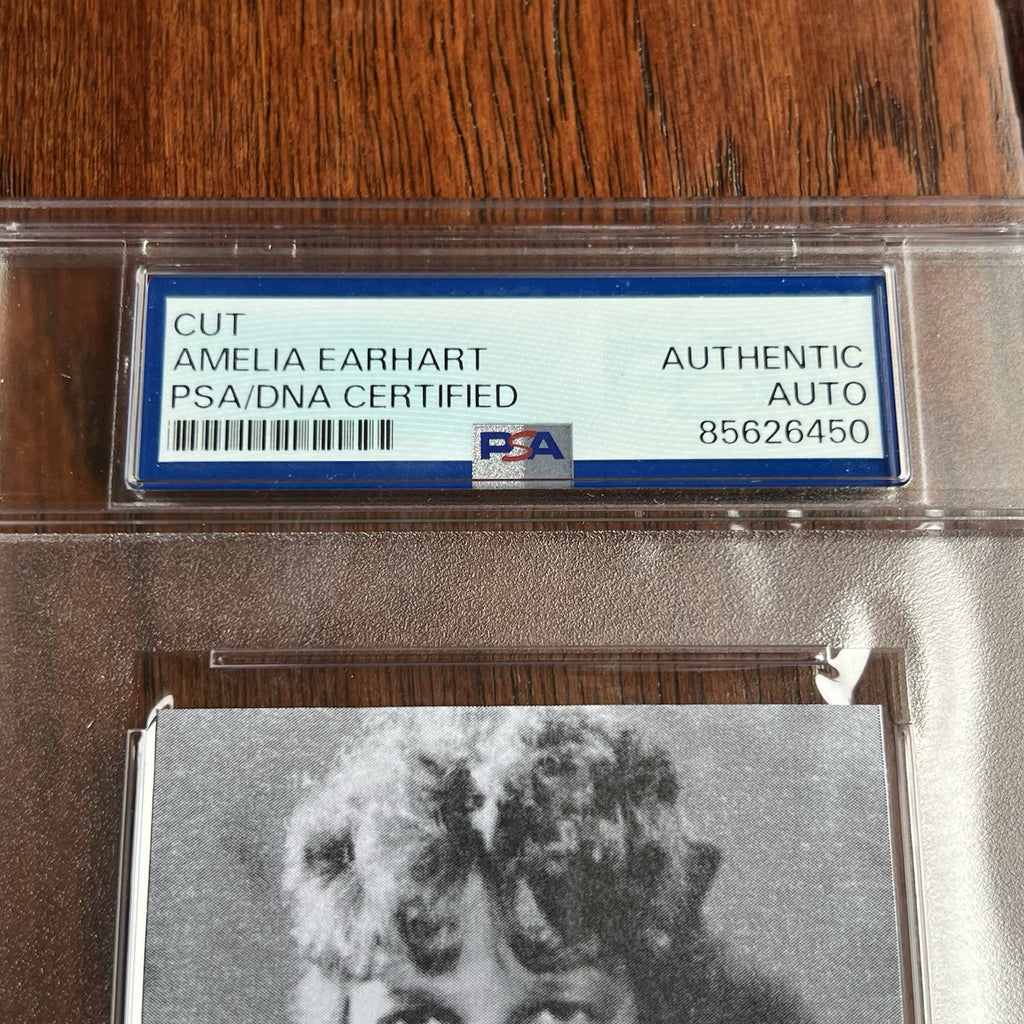 CUT
AMELIA EARHART
PSA/DNA CERTIFIED
AUTHENTIC
AUTO
85626450
PSA